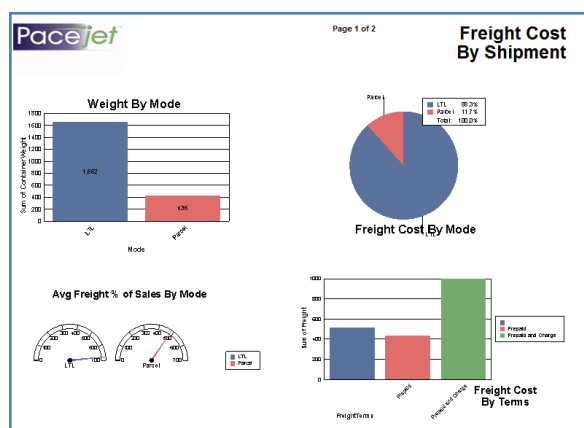 Pacejet
Page 1 of 2
Freight Cost
By Shipment
Weight By Mode
1800
1600
1400
1200
1000
800
600
400
200
0
Sum of ContainerWeight
1,662
436
LTL
Parcel
Mode
Parcel
LTL 88.3%
Parcel 11.7%
Total: 100.0%
LTL
Freight Cost By Mode
Avg Freight % of Sales By Mode
LTL
Parcel
LTL
Parcel
1000
800
600
400
200
0
Sum of Freight
Prepaid
Prepaid and Charge
Prepaid
Prepaid and Charge
FreightTerms
Freight Cost
By Terms